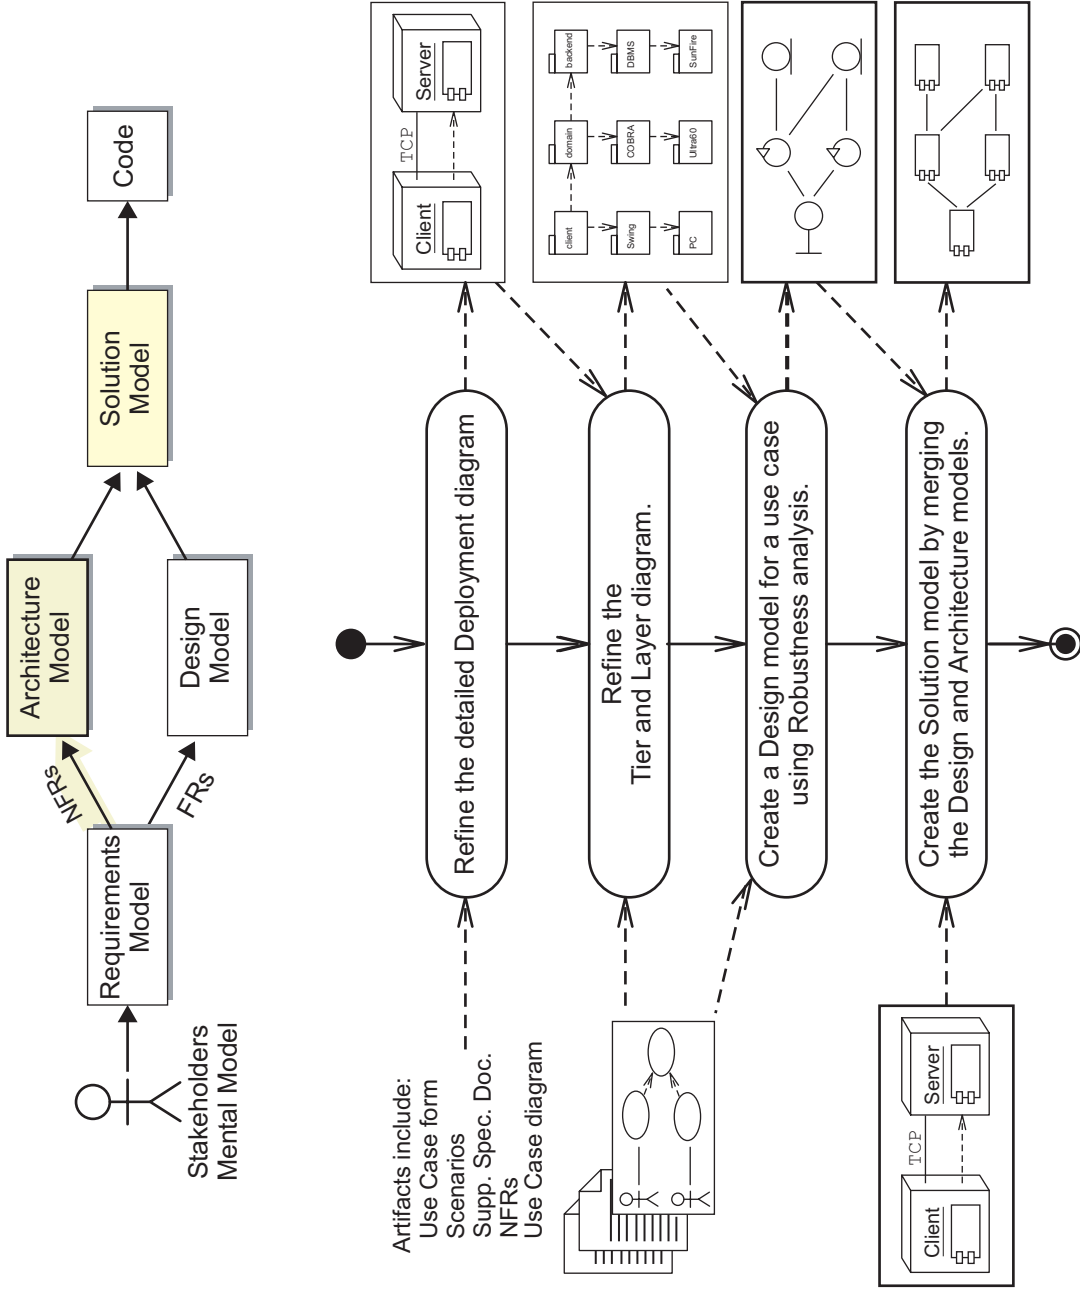 Stakeholders
Mental Model
Requirements
Model
NFRs
FRs
Architecture
Model
Design
Model
Solution
Model
Code
Artifacts include:
Use Case form
Scenarios
Supp. Spec. Doc.
NFRs
Use Case diagram
Refine the detailed Deployment diagram
Client
TCP
Server
Refine the
Tier and Layer diagram.
client
domain
backend
Swing
COBRA
DBMS
PC
Ultra60
SunFire
Create a Design model for a use case
using Robustness analysis.
Client
TCP
Server
Create the Solution model by merging
the Design and Architecture models.